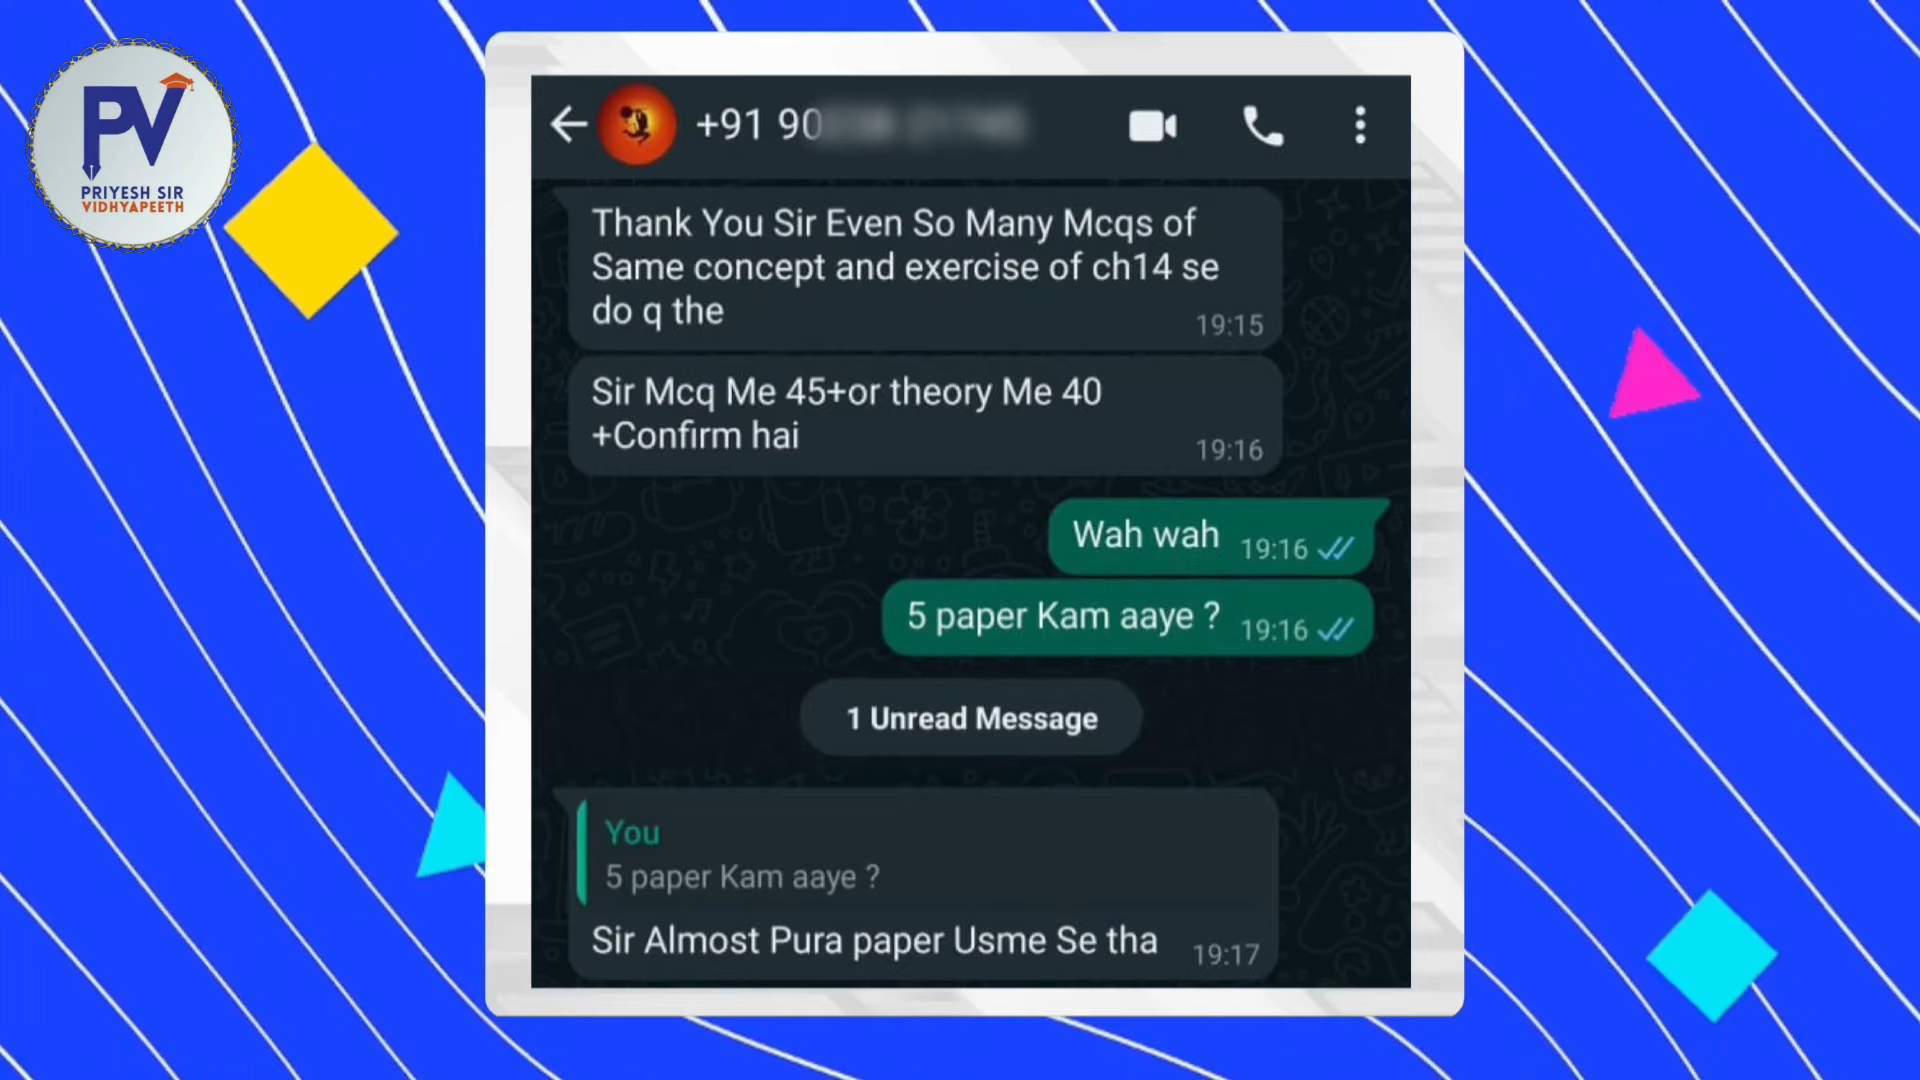 PV
PRIYESH SIR
VIDHYAPEETH
+91 90
Thank You Sir Even So Many Mcqs of
Same concept and exercise of ch14 se
do q the
19:15
Sir Mcq Me 45+or theory Me 40
+Confirm hai
19:16
Wah wah 19:16
5 paper Kam aaye ? 19:16
1 Unread Message
You
5 paper Kam aaye ?
Sir Almost Pura paper Usme Se tha 19:17